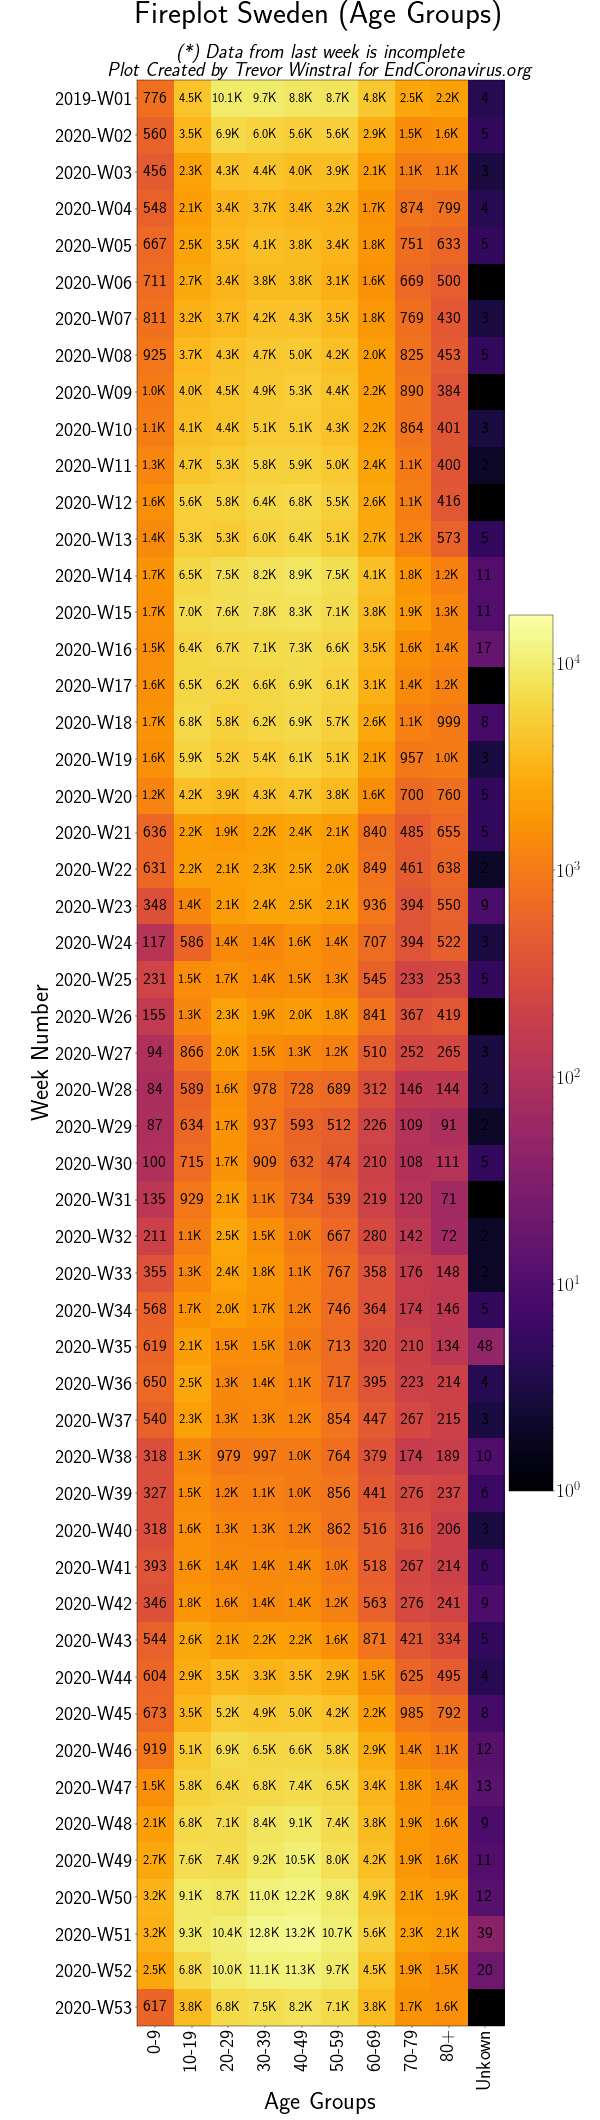 Fireplot Sweden (Age Groups)
(*) Data from last week is incomplete
Plot Created by Trevor Winstral for EndCoronavirus.org
2019-W01 776 4.5K 10.1K 9.7K 8.8K 8.7K 4.8K 2.5K 2.2K 4
2020-W02 560 3.5K 6.9K 6.0K 5.6K 5.6K 2.9K 1.5K 1.6K 5
2020-W03 456 2.3K 4.3K 4.4K 4.0K 3.9K 2.1K 1.1K 1.1K 3
2020-W04 548 2.1K 3.4K 3.7K 3.4K 3.2K 1.7K 874 799 4
2020-W05 667 2.5K 3.5K 4.1K 3.8K 3.4K 1.8K 751 633 5
2020-W06 711 2.7K 3.4K 3.8K 3.8K 3.1K 1.6K 669 500
2020-W07 811 3.2K 3.7K 4.2K 4.3K 3.5K 1.8K 769 430 3
2020-W08 925 3.7K 4.3K 4.7K 5.0K 4.2K 2.0K 825 453 5
2020-W09 1.0K 4.0K 4.5K 4.9K 5.3K 4.4K 2.2K 890 384
2020-W10 1.1K 4.1K 4.4K 5.1K 5.1K 4.3K 2.2K 864 401 3
2020-W11 1.3K 4.7K 5.3K 5.8K 5.9K 5.0K 2.4K 1.1K 400 2
2020-W12 1.6K 5.6K 5.8K 6.4K 6.8K 5.5K 2.6K 1.1K 416
2020-W13 1.4K 5.3K 5.3K 6.0K 6.4K 5.1K 2.7K 1.2K 573 5
2020-W14 1.7K 6.5K 7.5K 8.2K 8.9K 7.5K 4.1K 1.8K 1.2K 11
2020-W15 1.7K 7.0K 7.6K 7.8K 8.3K 7.1K 3.8K 1.9K 1.3K 11
2020-W16 1.5K 6.4K 6.7K 7.1K 7.3K 6.6K 3.5K 1.6K 1.4K 17
2020-W17 1.6K 6.5K 6.2K 6.6K 6.9K 6.1K 3.1K 1.4K 1.2K
2020-W18 1.7K 6.8K 5.8K 6.2K 6.9K 5.7K 2.6K 1.1K 999 8
2020-W19 1.6K 5.9K 5.2K 5.4K 6.1K 5.1K 2.1K 957 1.0K 3
2020-W20 1.2K 4.2K 3.9K 4.3K 4.7K 3.8K 1.6K 700 760 5
2020-W21 636 2.2K 1.9K 2.2K 2.4K 2.1K 840 485 655 5
2020-W22 631 2.2K 2.1K 2.3K 2.5K 2.0K 849 461 638 2
2020-W23 348 1.4K 2.1K 2.4K 2.5K 2.1K 936 394 550 9
2020-W24 117 586 1.4K 1.4K 1.6K 1.4K 707 394 522 3
2020-W25 231 1.5K 1.7K 1.4K 1.5K 1.3K 545 233 253 5
2020-W26 155 1.3K 2.3K 1.9K 2.0K 1.8K 841 367 419
2020-W27 94 866 2.0K 1.5K 1.3K 1.2K 510 252 265 3
2020-W28 84 589 1.6K 978 728 689 312 146 144 3
2020-W29 87 634 1.7K 937 593 512 226 109 91 2
2020-W30 100 715 1.7K 909 632 474 210 108 111 5
2020-W31 135 929 2.1K 1.1K 734 539 219 120 71
2020-W32 211 1.1K 2.5K 1.5K 1.0K 667 280 142 72 2
2020-W33 355 1.3K 2.4K 1.8K 1.1K 767 358 176 148 2
2020-W34 568 1.7K 2.0K 1.7K 1.2K 746 364 174 146 5
2020-W35 619 2.1K 1.5K 1.5K 1.0K 713 320 210 134 48
2020-W36 650 2.5K 1.3K 1.4K 1.1K 717 395 223 214 4
2020-W37 540 2.3K 1.3K 1.3K 1.2K 854 447 267 215 3
2020-W38 318 1.3K 979 997 1.0K 764 379 174 189 10
2020-W39 327 1.5K 1.2K 1.1K 1.0K 856 441 276 237 6
2020-W40 318 1.6K 1.3K 1.3K 1.2K 862 516 316 206 3
2020-W41 393 1.6K 1.4K 1.4K 1.4K 1.0K 518 267 214 6
2020-W42 346 1.8K 1.6K 1.4K 1.4K 1.2K 563 276 241 9
2020-W43 544 2.6K 2.1K 2.2K 2.2K 1.6K 871 421 334 5
2020-W44 604 2.9K 3.5K 3.3K 3.5K 2.9K 1.5K 625 495 4
2020-W45 673 3.5K 5.2K 4.9K 5.0K 4.2K 2.2K 985 792 8
2020-W46 919 5.1K 6.9K 6.5K 6.6K 5.8K 2.9K 1.4K 1.1K 12
2020-W47 1.5K 5.8K 6.4K 6.8K 7.4K 6.5K 3.4K 1.8K 1.4K 13
2020-W48 2.1K 6.8K 7.1K 8.4K 9.1K 7.4K 3.8K 1.9K 1.6K 9
2020-W49 2.7K 7.6K 7.4K 9.2K 10.5K 8.0K 4.2K 1.9K 1.6K 11
2020-W50 3.2K 9.1K 8.7K 11.0K 12.2K 9.8K 4.9K 2.1K 1.9K 12
2020-W51 3.2K 9.3K 10.4K 12.8K 13.2K 10.7K 5.6K 2.3K 2.1K 39
2020-W52 2.5K 6.8K 10.0K 11.1K 11.3K 9.7K 4.5K 1.9K 1.5K 20
2020-W53 617 3.8K 6.8K 7.5K 8.2K 7.1K 3.8K 1.7K 1.6K
0-9 10-19 20-29 30-39 40-49 50-59 60-69 70-79 80+ Unkown
Age Groups
Week Number
10⁴
10³
10²
10¹
10⁰